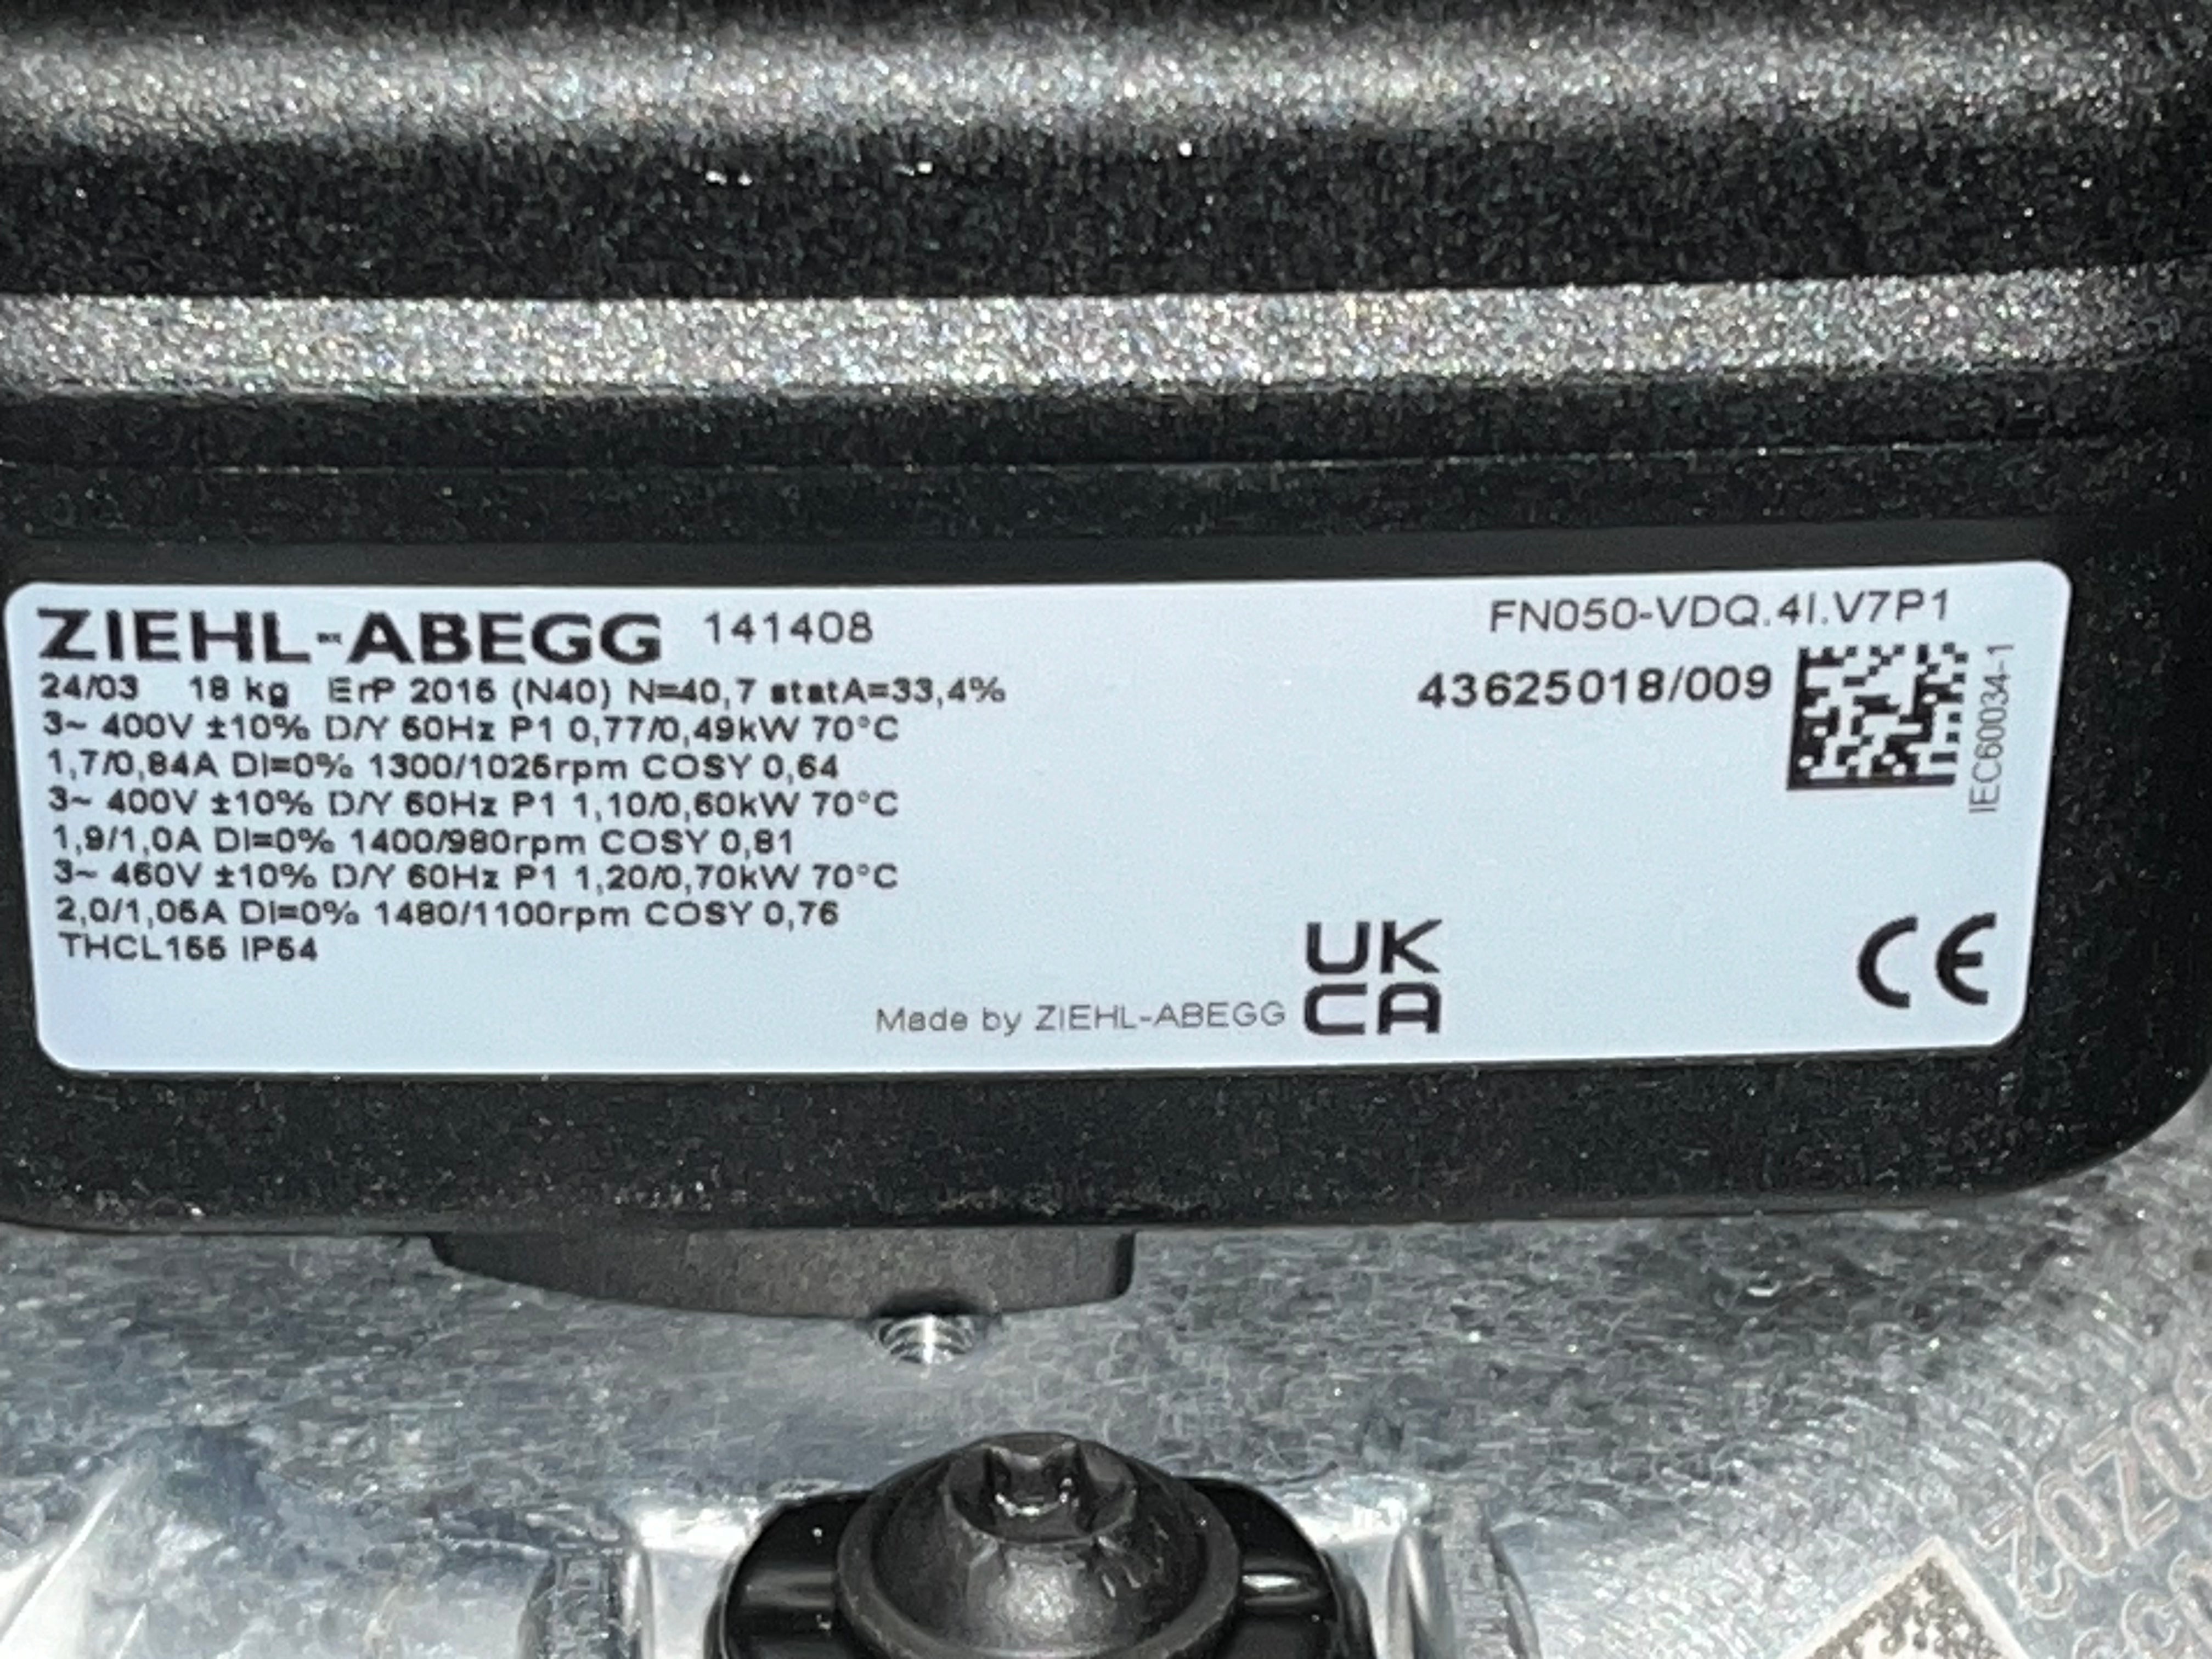 ZIEHL-ABEGG 141408
FN050-VDQ.4I.V7P1
24/03 18 kg ErP 2015 (N40) N=40,7 statA=33,4%
43625018/009
IEC60034-1
3~ 400V ±10% D/Y 50Hz P1 0,77/0,49kW 70°C
1,7/0,84A DI=0% 1300/1025rpm COSY 0,64
3~ 400V ±10% D/Y 60Hz P1 1,10/0,60kW 70°C
1,9/1,0A DI=0% 1400/980rpm COSY 0,81
3~ 460V ±10% D/Y 60Hz P1 1,20/0,70kW 70°C
2,0/1,05A DI=0% 1480/1100rpm COSY 0,76
THCL155 IP54
Made by ZIEHL-ABEGG
UK
CA
CE